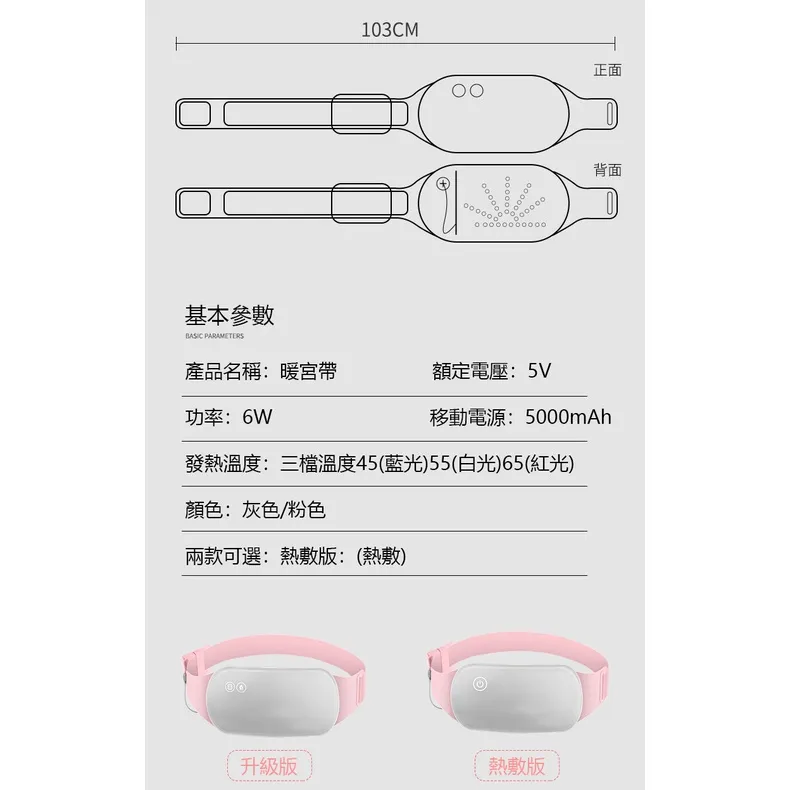 103CM
正面
背面
基本參數
BASIC PARAMETERS
產品名稱：暖宮帶 額定電壓：5V
功率：6W 移動電源：5000mAh
發熱溫度：三檔溫度45(藍光)55(白光)65(紅光)
顏色：灰色/粉色
兩款可選：熱敷版：(熱敷)
升級版 熱敷版